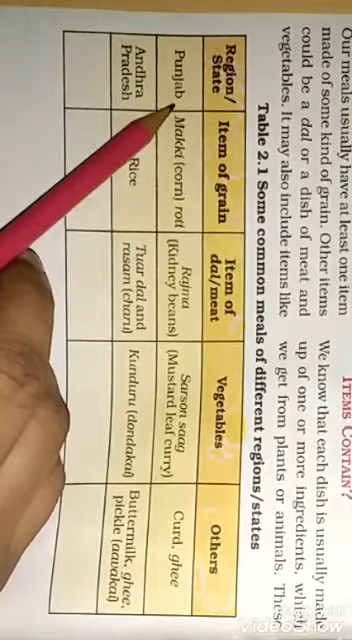 Our meals usually have at least one item
made of some kind of grain. Other items
could be a dal or a dish of meat and
vegetables. It may also include items like
ITEMS CONTAIN?
We know that each dish is usually made
up of one or more ingredients, which
we get from plants or animals. These
Table 2.1 Some common meals of different regions/states
Region/ State
Item of grain
Item of dal/meat
Vegetables
Others
Punjab
Makki (corn) roti
Rajma (Kidney beans)
Sarson saag (Mustard leaf curry)
Curd, ghee
Andhra Pradesh
Rice
Tuar dal and rasam (charu)
Kunduru (dondakai)
Buttermilk, ghee, pickle (aavakai)
VideoShow